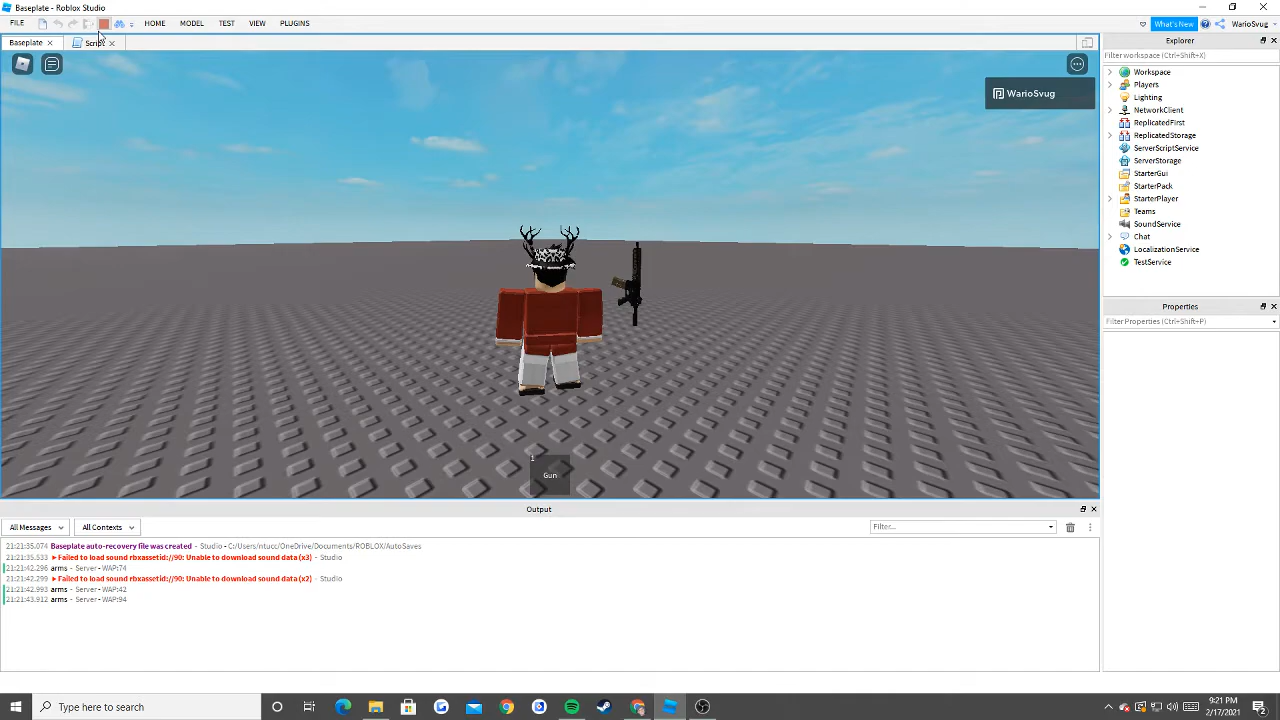 Baseplate - Roblox Studio
FILE HOME MODEL TEST VIEW PLUGINS What's New WarioSvug
Baseplate Script Explorer
Filter workspace (Ctrl+Shift+X)
WarioSvug
Workspace
Players
Lighting
NetworkClient
ReplicatedFirst
ReplicatedStorage
ServerScriptService
ServerStorage
StarterGui
StarterPack
StarterPlayer
Teams
SoundService
Chat
LocalizationService
TestService
Properties
Filter Properties (Ctrl+Shift+P)
1
Gun
Output
All Messages All Contexts Filter...
21:21:35.074 Baseplate auto-recovery file was created - Studio - C:/Users/ntucc/OneDrive/Documents/ROBLOX/AutoSaves
21:21:35.533 Failed to load sound rbxassetid://90: Unable to download sound data (x3) - Studio
21:21:42.296 arms - Server - WAP:74
21:21:42.299 Failed to load sound rbxassetid://90: Unable to download sound data (x2) - Studio
21:21:42.993 arms - Server - WAP:42
21:21:43.912 arms - Server - WAP:94
Type here to search
9:21 PM
2/17/2021